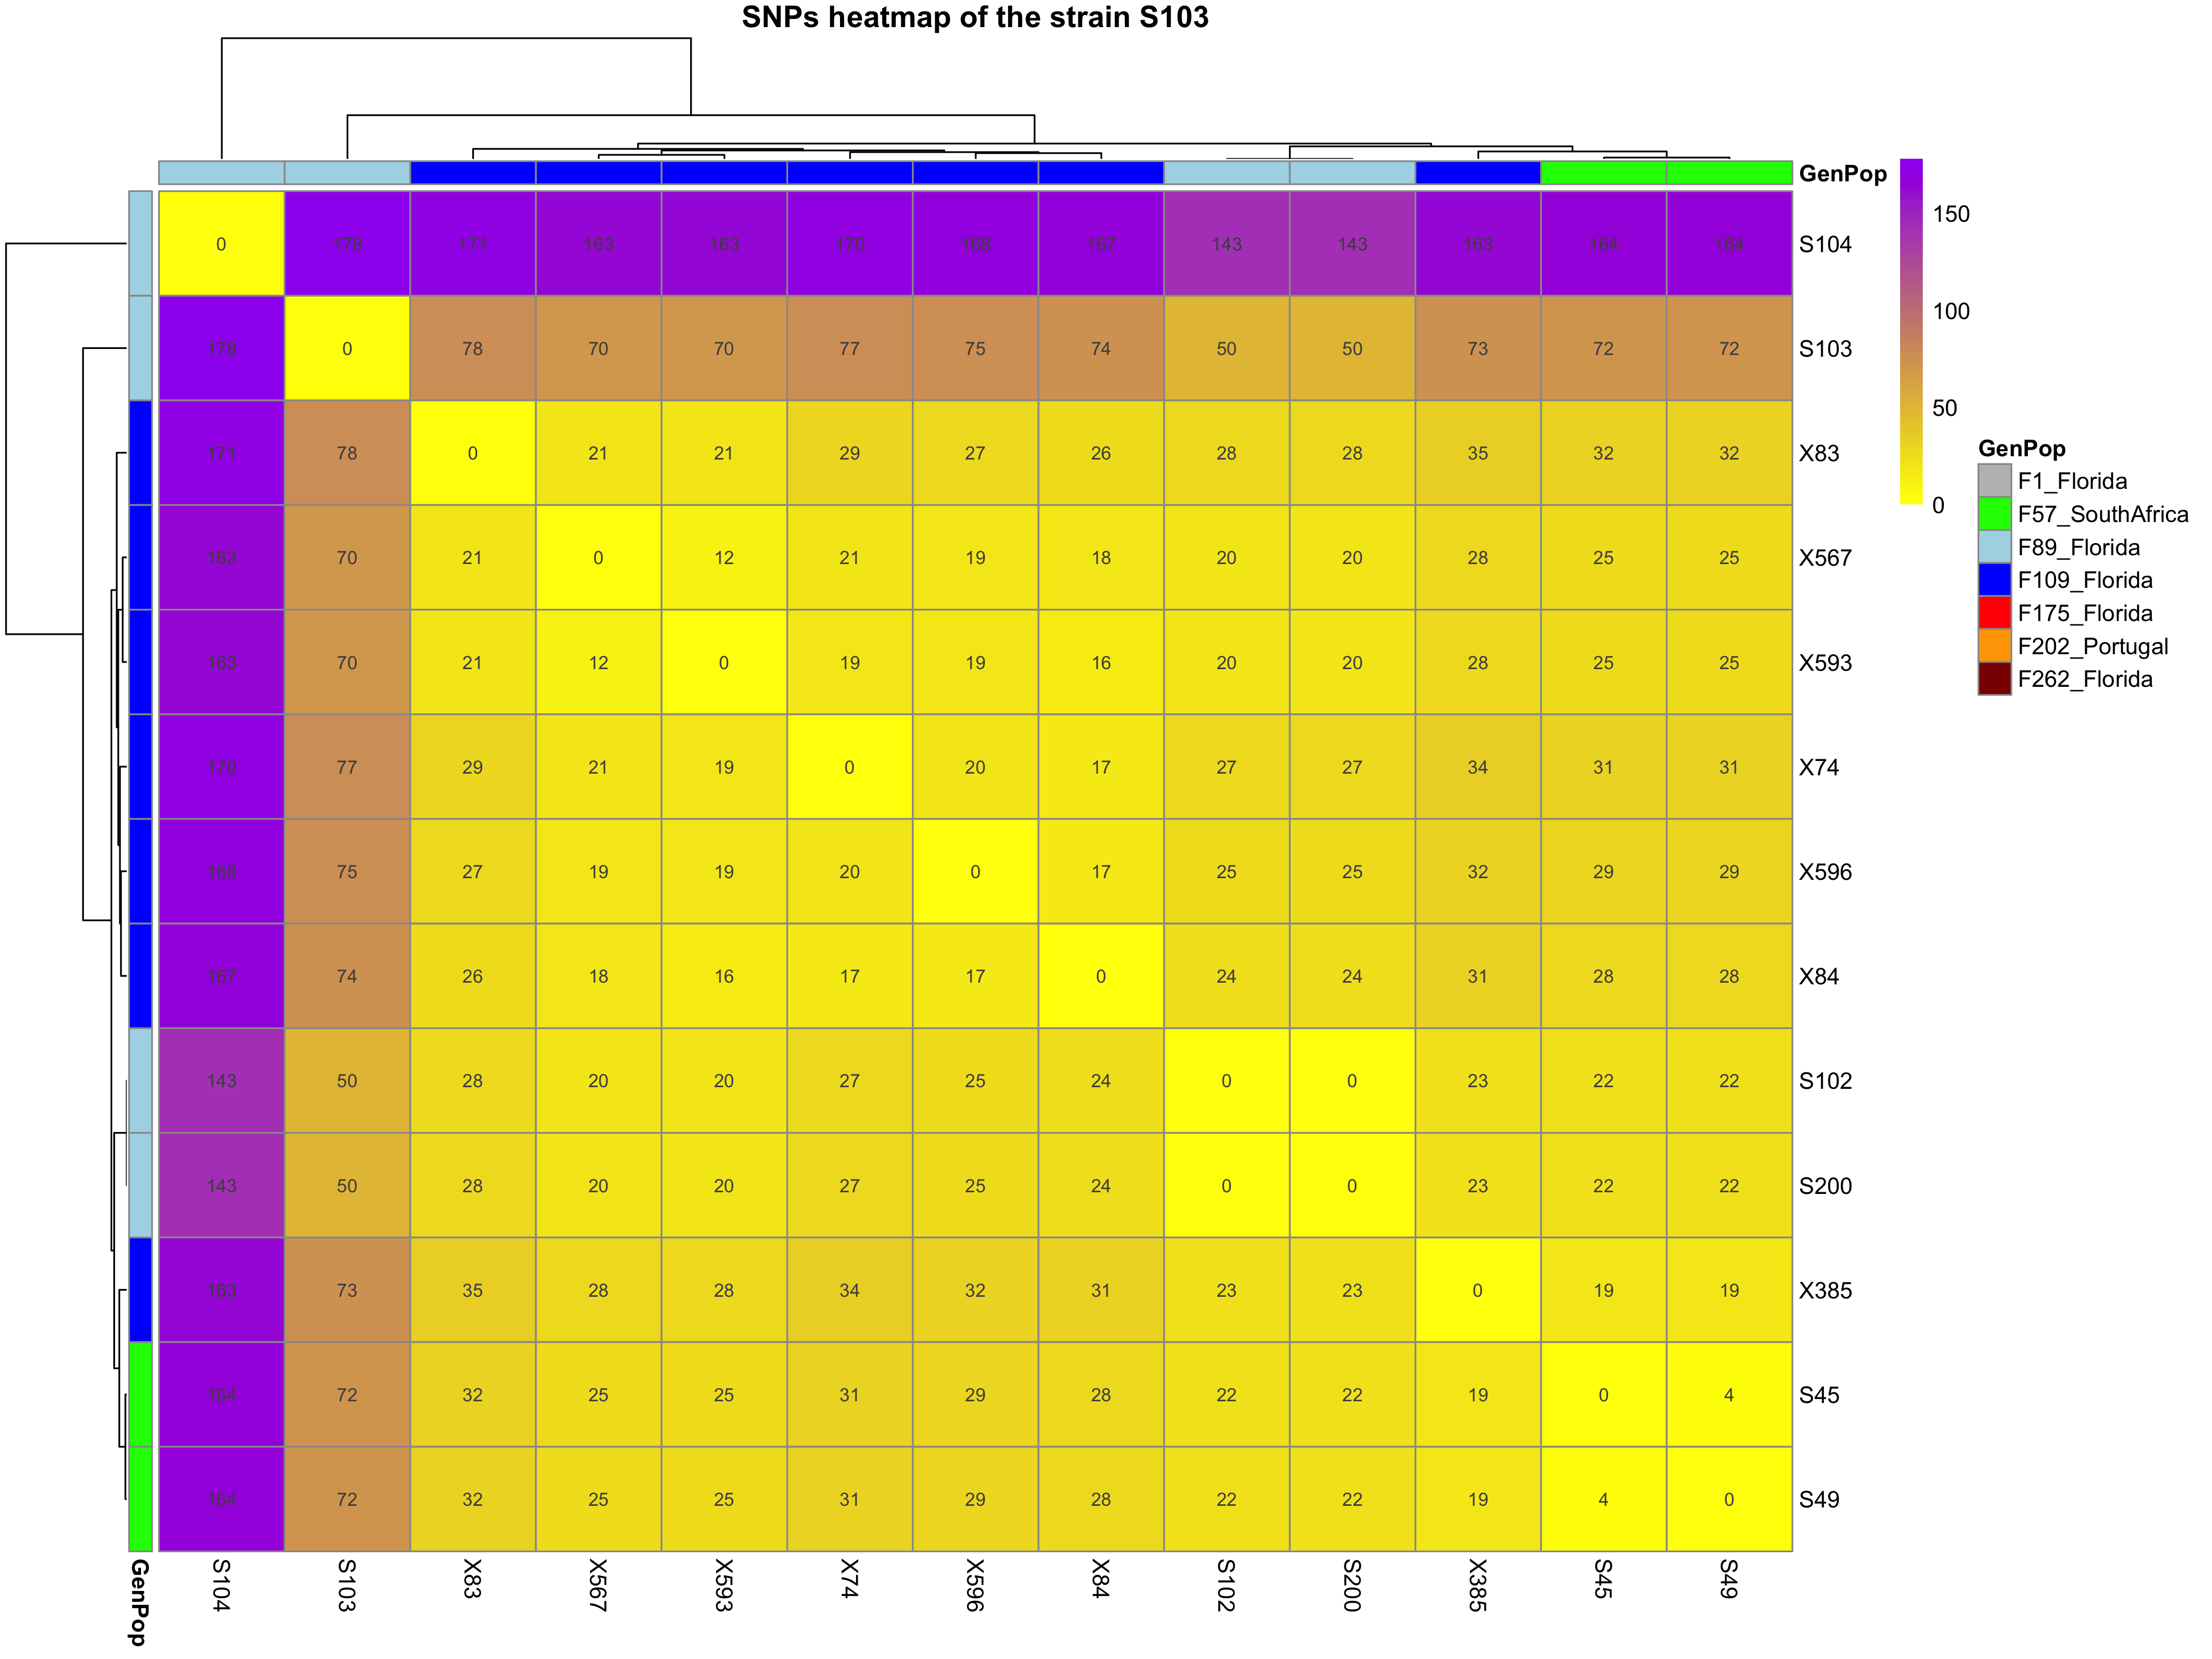 SNPs heatmap of the strain S103
GenPop
0 178 171 163 163 170 168 167 143 143 163 164 164 S104
178 0 78 70 70 77 75 74 50 50 73 72 72 S103
171 78 0 21 21 29 27 26 28 28 35 32 32 X83
163 70 21 0 12 21 19 18 20 20 28 25 25 X567
163 70 21 12 0 19 19 16 20 20 28 25 25 X593
170 77 29 21 19 0 20 17 27 27 34 31 31 X74
168 75 27 19 19 20 0 17 25 25 32 29 29 X596
167 74 26 18 16 17 17 0 24 24 31 28 28 X84
143 50 28 20 20 27 25 24 0 0 23 22 22 S102
143 50 28 20 20 27 25 24 0 0 23 22 22 S200
163 73 35 28 28 34 32 31 23 23 0 19 19 X385
164 72 32 25 25 31 29 28 22 22 19 0 4 S45
164 72 32 25 25 31 29 28 22 22 19 4 0 S49
GenPop S104 S103 X83 X567 X593 X74 X596 X84 S102 S200 X385 S45 S49
150
100
50
0
GenPop
F1_Florida
F57_SouthAfrica
F89_Florida
F109_Florida
F175_Florida
F202_Portugal
F262_Florida